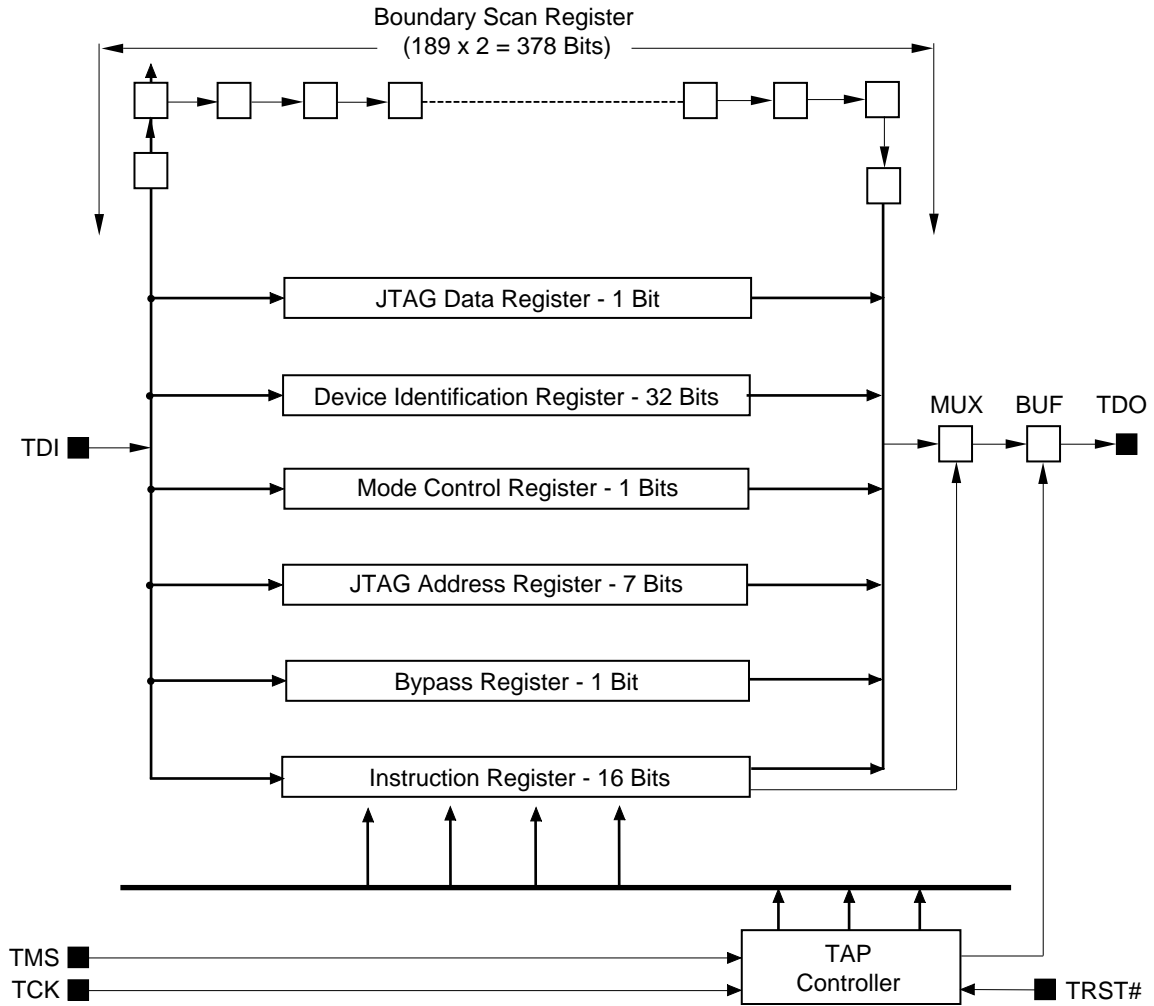 Boundary Scan Register
(189 x 2 = 378 Bits)
JTAG Data Register - 1 Bit
Device Identification Register - 32 Bits
MUX BUF TDO
TDI
Mode Control Register - 1 Bits
JTAG Address Register - 7 Bits
Bypass Register - 1 Bit
Instruction Register - 16 Bits
TMS
TAP
Controller
TCK
TRST#